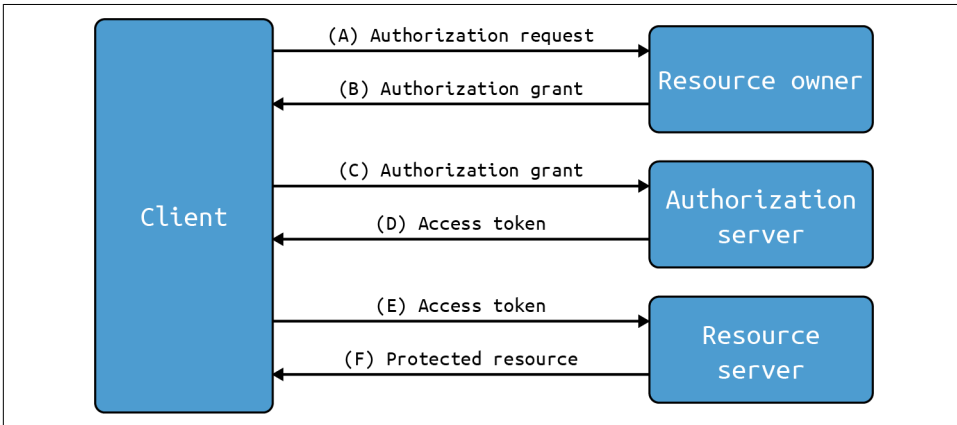 (A) Authorization request
Resource owner
(B) Authorization grant
(C) Authorization grant
Authorization
server
Client
(D) Access token
(E) Access token
Resource
server
(F) Protected resource